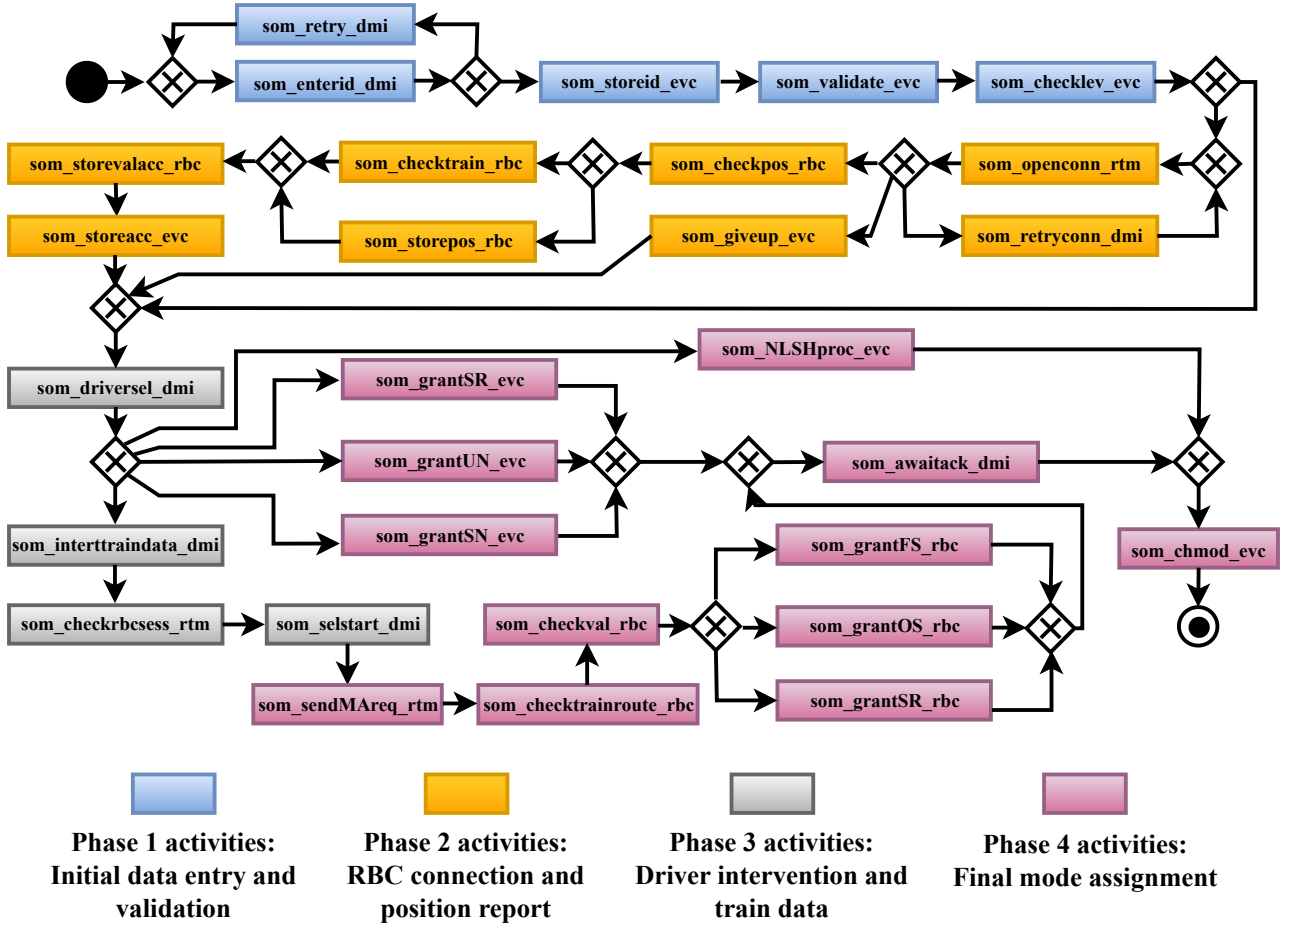 som_retry_dmi
som_enterid_dmi
som_storeid_evc
som_validate_evc
som_checklev_evc
som_storevalacc_rbc
som_checktrain_rbc
som_checkpos_rbc
som_openconn_rtm
som_storeacc_evc
som_storepos_rbc
som_giveup_evc
som_retryconn_dmi
som_NLSHproc_evc
som_driversel_dmi
som_grantSR_evc
som_grantUN_evc
som_awaitack_dmi
som_interttraindata_dmi
som_grantSN_evc
som_grantFS_rbc
som_chmod_evc
som_checkrbcsess_rtm
som_selstart_dmi
som_checkval_rbc
som_grantOS_rbc
som_sendMAreq_rtm
som_checktrainroute_rbc
som_grantSR_rbc
Phase 1 activities:
Initial data entry and
validation
Phase 2 activities:
RBC connection and
position report
Phase 3 activities:
Driver intervention and
train data
Phase 4 activities:
Final mode assignment